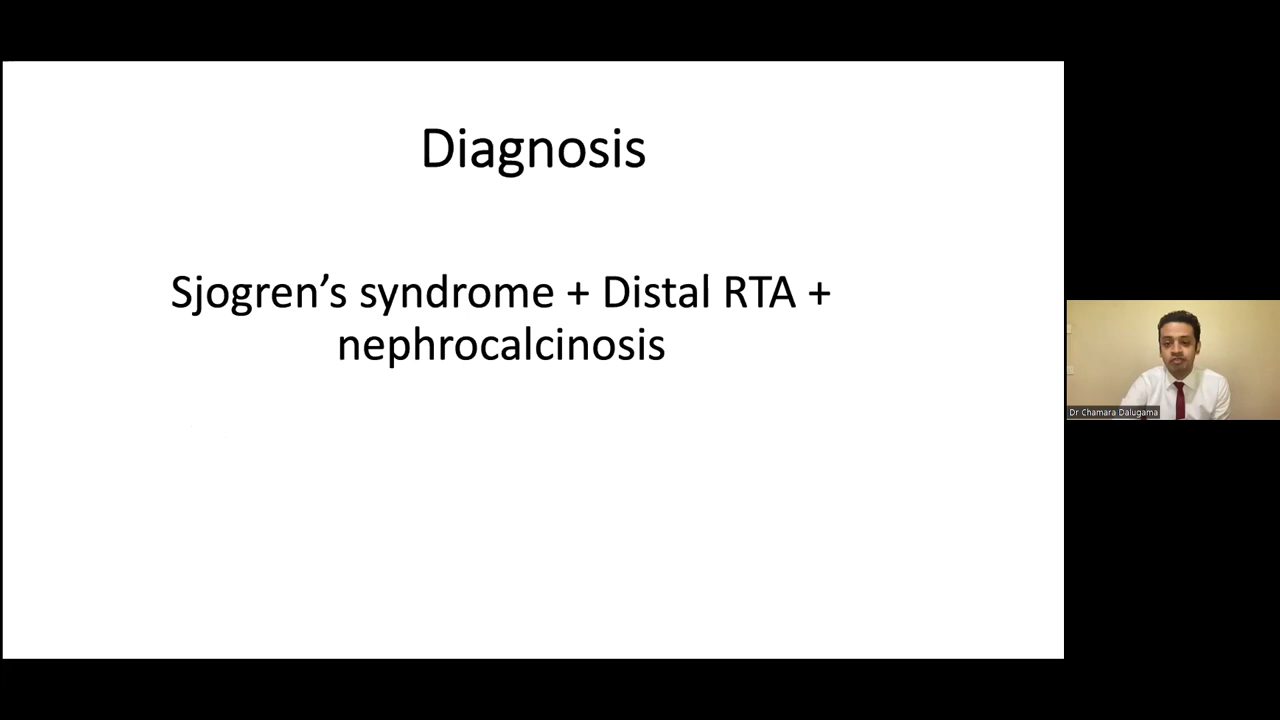 Diagnosis
Sjogren’s syndrome + Distal RTA +
nephrocalcinosis
Dr Chamara Dalugama